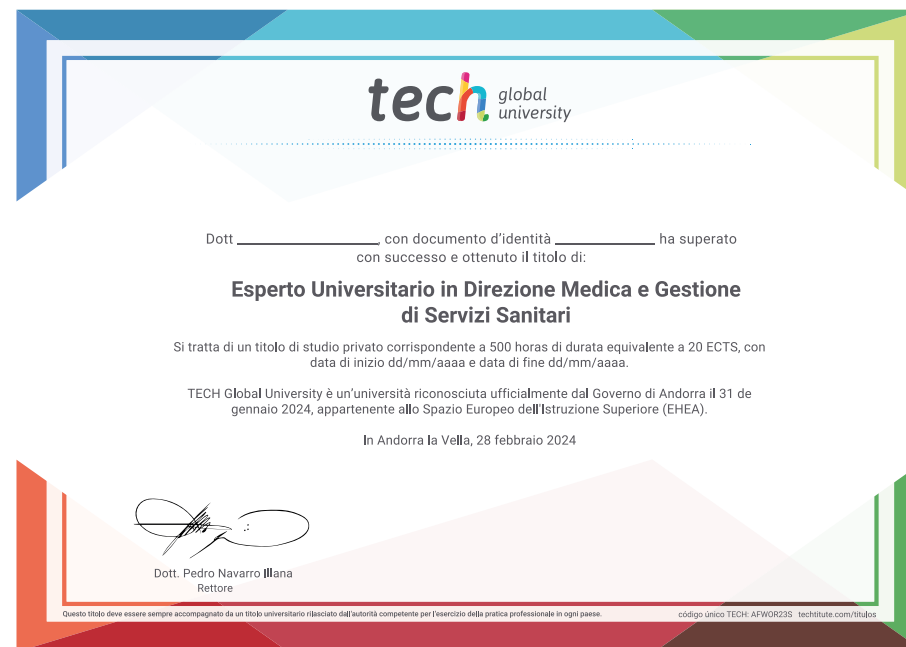 tech global university
Dott ________________, con documento d'identità ___________ ha superato
con successo e ottenuto il titolo di:
Esperto Universitario in Direzione Medica e Gestione
di Servizi Sanitari
Si tratta di un titolo di studio privato corrispondente a 500 horas di durata equivalente a 20 ECTS, con
data di inizio dd/mm/aaaa e data di fine dd/mm/aaaa.
TECH Global University è un'università riconosciuta ufficialmente dal Governo di Andorra il 31 de
gennaio 2024, appartenente allo Spazio Europeo dell'Istruzione Superiore (EHEA).
In Andorra la Vella, 28 febbraio 2024
Dott. Pedro Navarro Illana
Rettore
Questo titolo deve essere sempre accompagnato da un titolo universitario rilasciato dall'autorità competente per l'esercizio della pratica professionale in ogni paese.
código único TECH: AFWOR23S techtitute.com/titulos